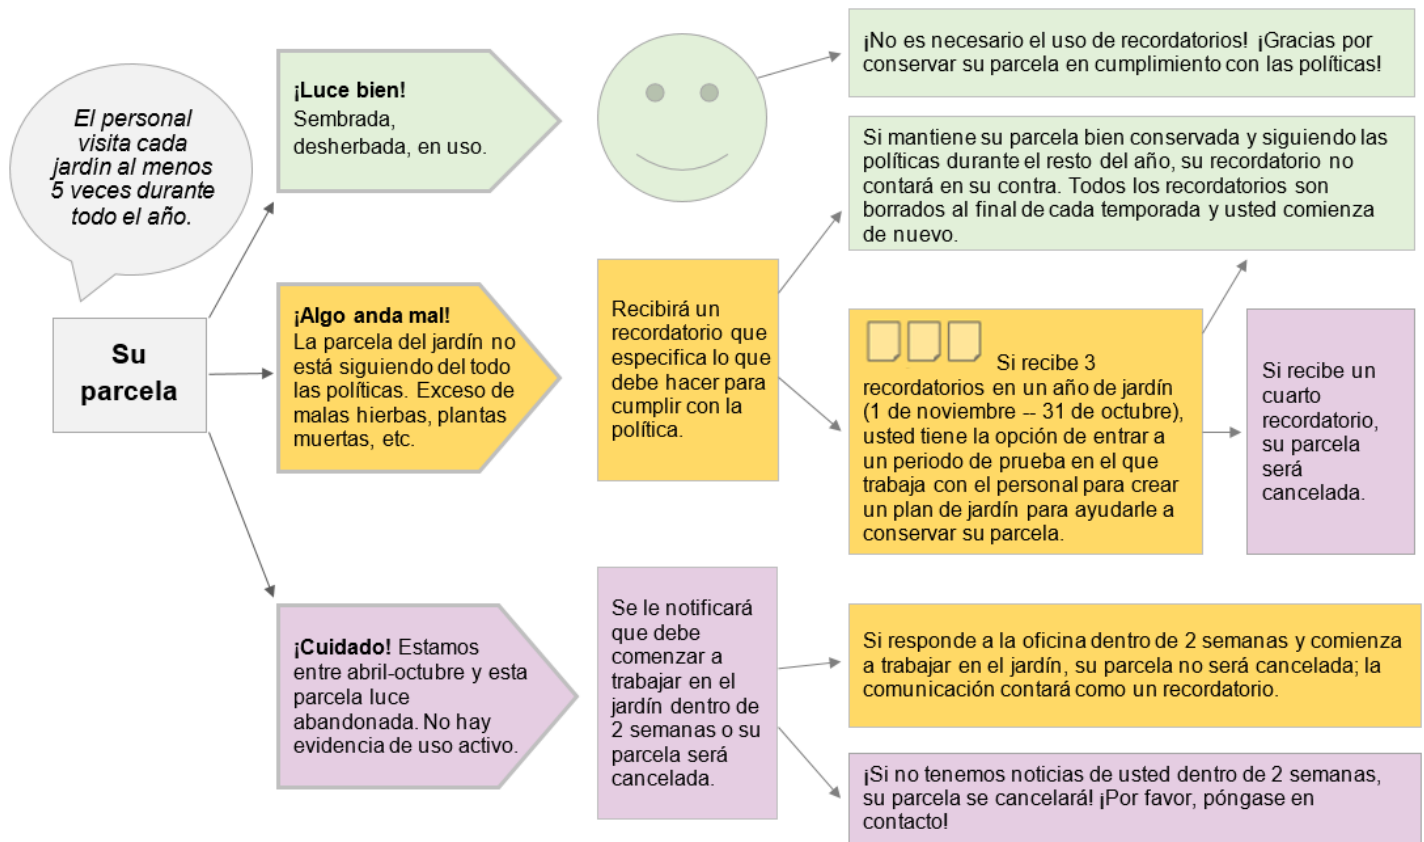 El personal
visita cada
jardín al menos
5 veces durante
todo el año.
Su
parcela
¡Luce bien!
Sembrada,
desherbada, en uso.
¡No es necesario el uso de recordatorios! ¡Gracias por
conservar su parcela en cumplimiento con las políticas!
¡Algo anda mal!
La parcela del jardín no
está siguiendo del todo
las políticas. Exceso de
malas hierbas, plantas
muertas, etc.
Recibirá un
recordatorio que
especifica lo que
debe hacer para
cumplir con la
política.
Si mantiene su parcela bien conservada y siguiendo las
políticas durante el resto del año, su recordatorio no
contará en su contra. Todos los recordatorios son
borrados al final de cada temporada y usted comienza
de nuevo.
Si recibe 3
recordatorios en un año de jardín
(1 de noviembre -- 31 de octubre),
usted tiene la opción de entrar a
un periodo de prueba en el que
trabaja con el personal para crear
un plan de jardín para ayudarle a
conservar su parcela.
Si recibe un
cuarto
recordatorio,
su parcela
será
cancelada.
¡Cuidado! Estamos
entre abril-octubre y esta
parcela luce
abandonada. No hay
evidencia de uso activo.
Se le notificará
que debe
comenzar a
trabajar en el
jardín dentro de
2 semanas o su
parcela será
cancelada.
Si responde a la oficina dentro de 2 semanas y comienza
a trabajar en el jardín, su parcela no será cancelada; la
comunicación contará como un recordatorio.
¡Si no tenemos noticias de usted dentro de 2 semanas,
su parcela se cancelará! ¡Por favor, póngase en
contacto!